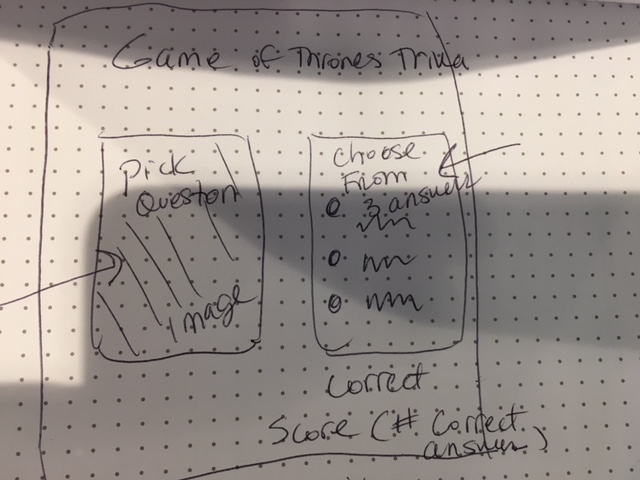 Game of Thrones Trivia
Pick
Question
Image
Choose
From
3 answers
Correct
Score (# Correct
answers)